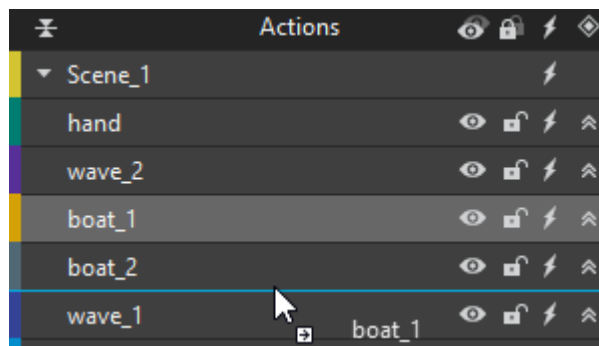 Actions
Scene_1
hand
wave_2
boat_1
boat_2
wave_1
boat_1